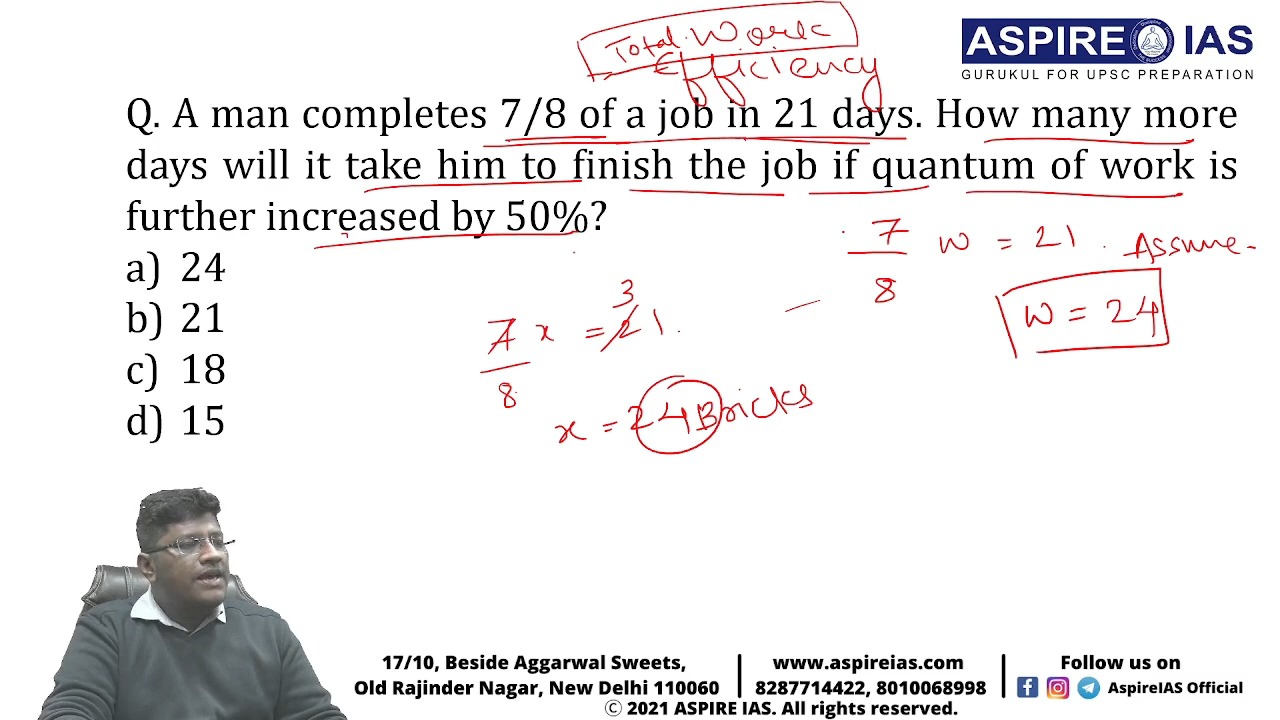 Total Work
Efficiency
ASPIRE IAS
GURUKUL FOR UPSC PREPARATION
Q. A man completes 7/8 of a job in 21 days. How many more
days will it take him to finish the job if quantum of work is
further increased by 50%?
a) 24
b) 21
c) 18
d) 15
7/8 w = 21. Assume
w = 24
3
7/8 x = 21.
x = 24 Bricks
17/10, Beside Aggarwal Sweets,
Old Rajinder Nagar, New Delhi 110060
www.aspireias.com
8287714422, 8010068998
Follow us on
AspireIAS Official
Ⓒ 2021 ASPIRE IAS. All rights reserved.